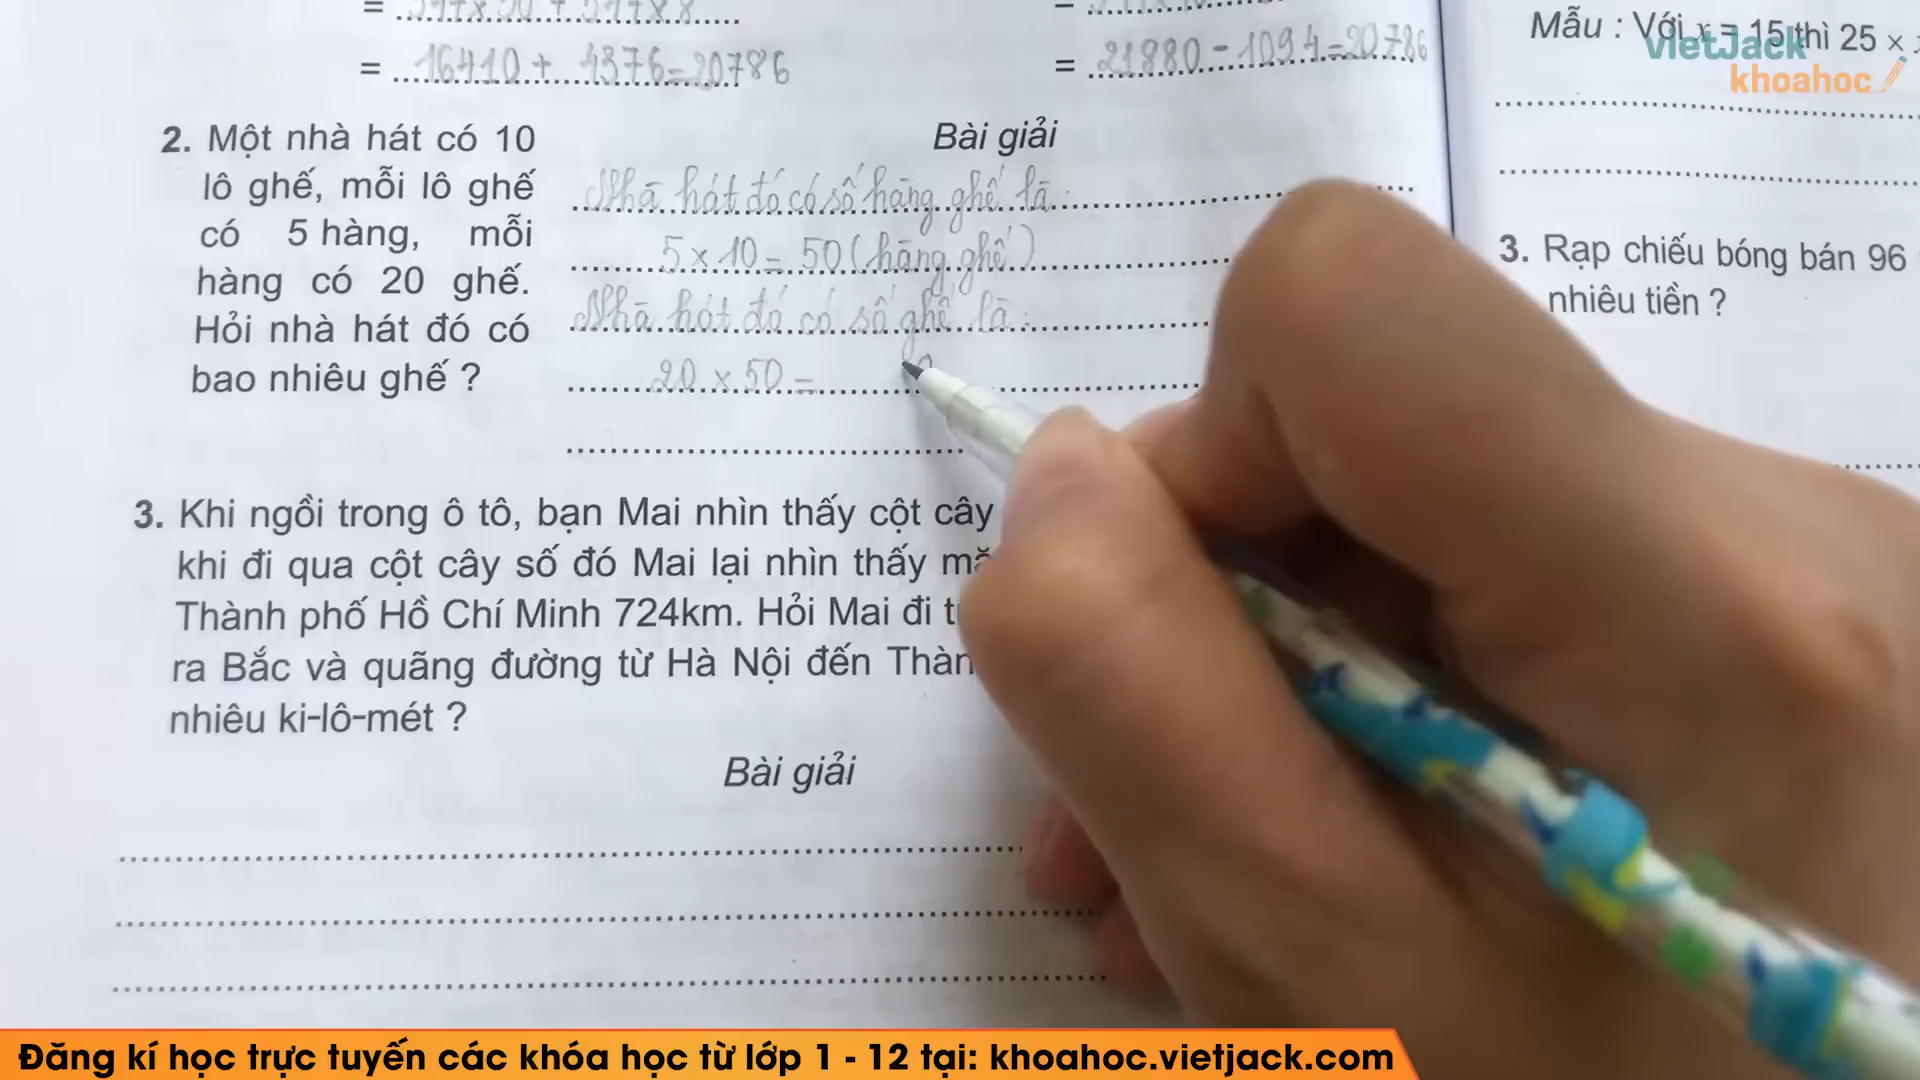 = 547 x 30 + 547 x 8
= 16410 + 4376 = 20786
= 21880 - 1094 = 20786
2. Một nhà hát có 10
lô ghế, mỗi lô ghế
có 5 hàng, mỗi
hàng có 20 ghế.
Hỏi nhà hát đó có
bao nhiêu ghế ?
Bài giải
Nhà hát đó có số hàng ghế là:
5 x 10 = 50 (hàng ghế)
Nhà hát đó có số ghế là:
20 x 50 =
3. Khi ngồi trong ô tô, bạn Mai nhìn thấy cột cây
khi đi qua cột cây số đó Mai lại nhìn thấy
Thành phố Hồ Chí Minh 724km. Hỏi Mai đi
ra Bắc và quãng đường từ Hà Nội đến
nhiêu ki-lô-mét ?
Bài giải
Mẫu : Với x = 15 thì 25 ×
3. Rạp chiếu bóng bán 96
nhiêu tiền ?
vietJack
khoahoc
Đăng kí học trực tuyến các khóa học từ lớp 1 - 12 tại: khoahoc.vietjack.com